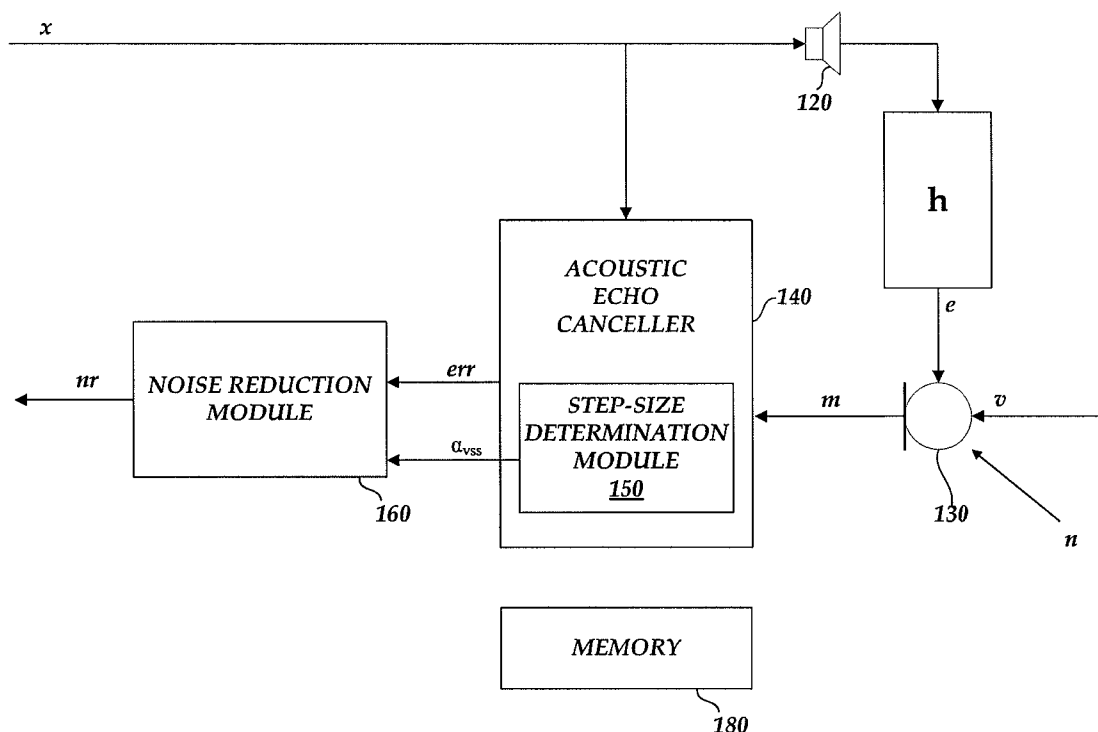 x
120
h
ACOUSTIC
ECHO
CANCELLER
140
e
nr
NOISE REDUCTION
MODULE
err
STEP-SIZE
DETERMINATION
MODULE
150
m
v
αvss
160
130
n
MEMORY
180